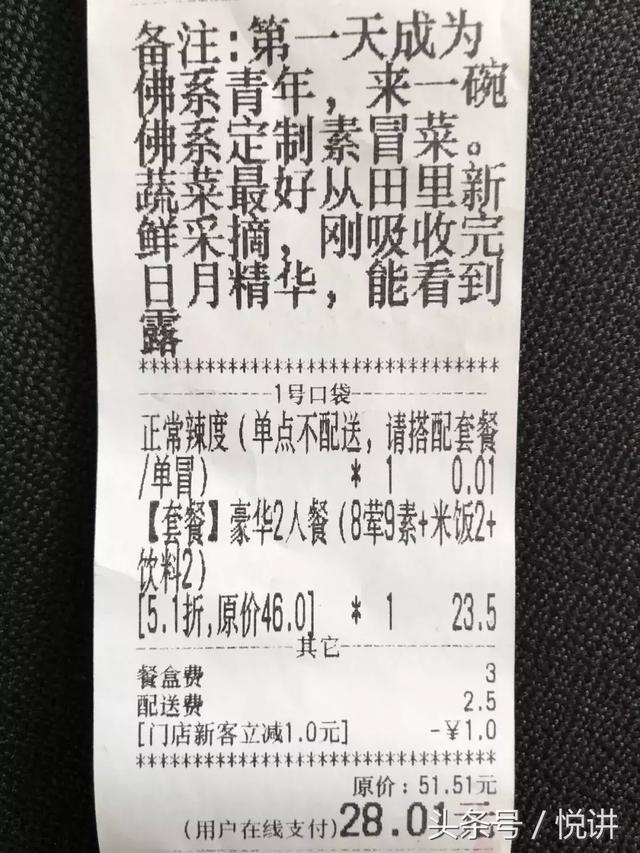 备注:第一天成为
佛系青年，来一碗
佛系定制素冒菜。
蔬菜最好从田里新
鲜采摘，刚吸收完
日月精华，能看到
露
********************************
1号口袋
正常辣度(单点不配送,请搭配套餐
/单冒) * 1 0.01
【套餐】豪华2人餐(8荤9素+米饭2+
饮料2)
[5.1折,原价46.0] * 1 23.5
其它
餐盒费 3
配送费 2.5
[门店新客立减1.0元] -¥1.0
********************************
原价:51.51元
(用户在线支付)28.01元
头条号 / 悦讲